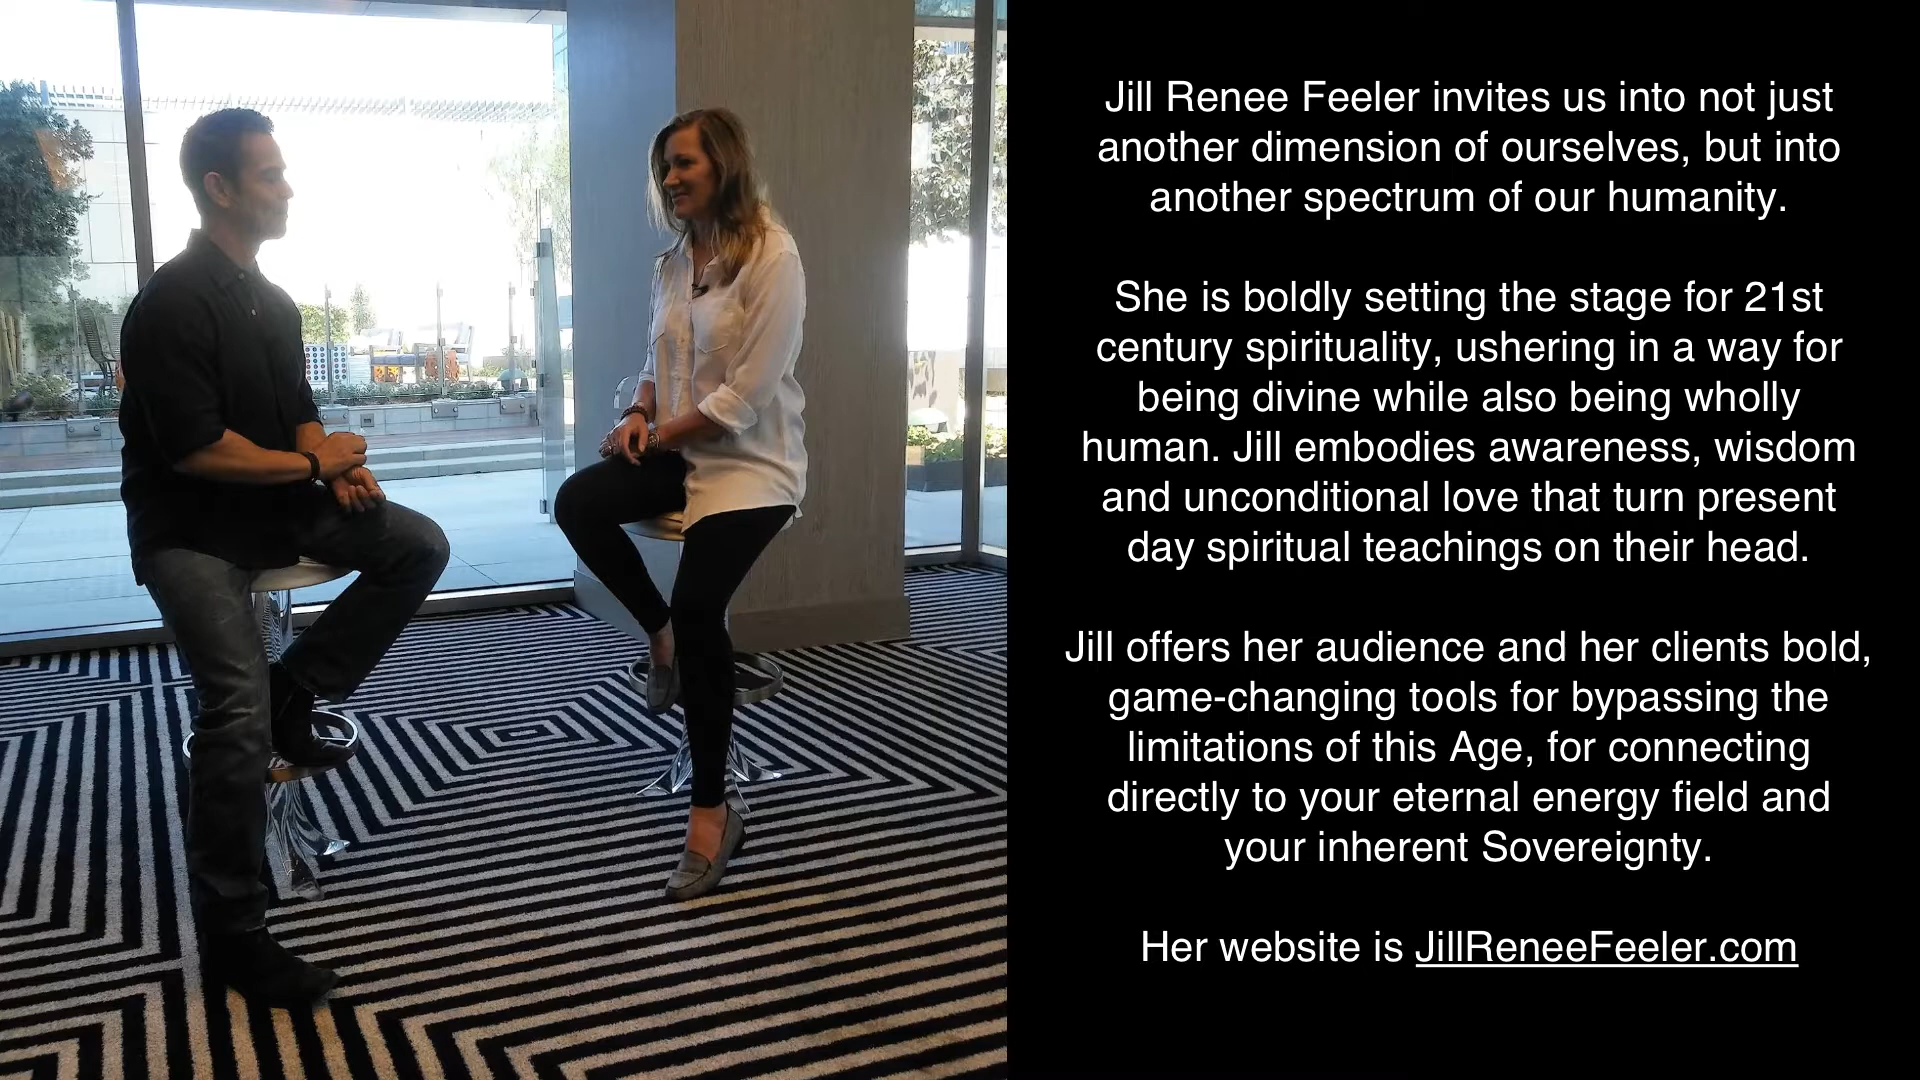 Jill Renee Feeler invites us into not just
another dimension of ourselves, but into
another spectrum of our humanity.
She is boldly setting the stage for 21st
century spirituality, ushering in a way for
being divine while also being wholly
human. Jill embodies awareness, wisdom
and unconditional love that turn present
day spiritual teachings on their head.
Jill offers her audience and her clients bold,
game-changing tools for bypassing the
limitations of this Age, for connecting
directly to your eternal energy field and
your inherent Sovereignty.
Her website is JillReneeFeeler.com